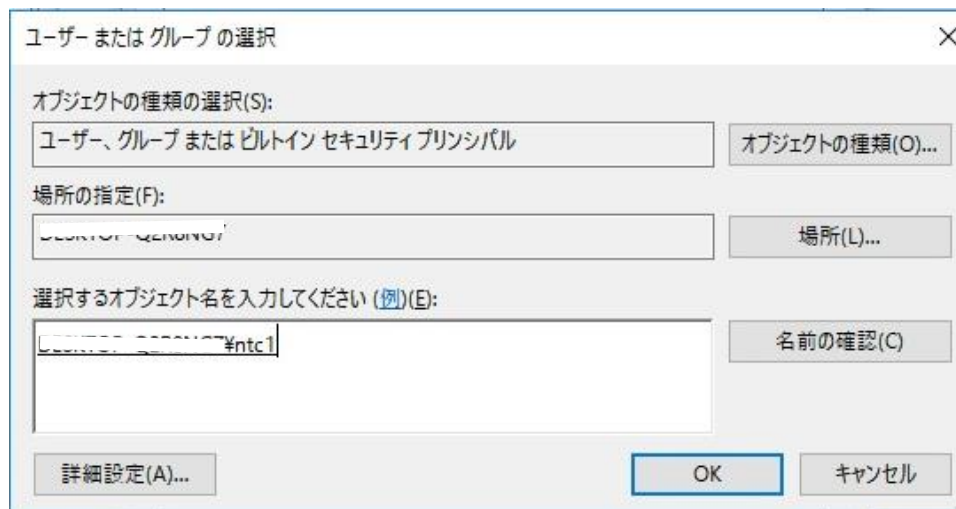 ユーザー または グループ の選択
オブジェクトの種類の選択(S):
ユーザー、グループ または ビルトイン セキュリティ プリンシパル
オブジェクトの種類(O)...
場所の指定(F):
場所(L)...
選択するオブジェクト名を入力してください (例)(E):
¥ntc1
名前の確認(C)
詳細設定(A)...
OK
キャンセル